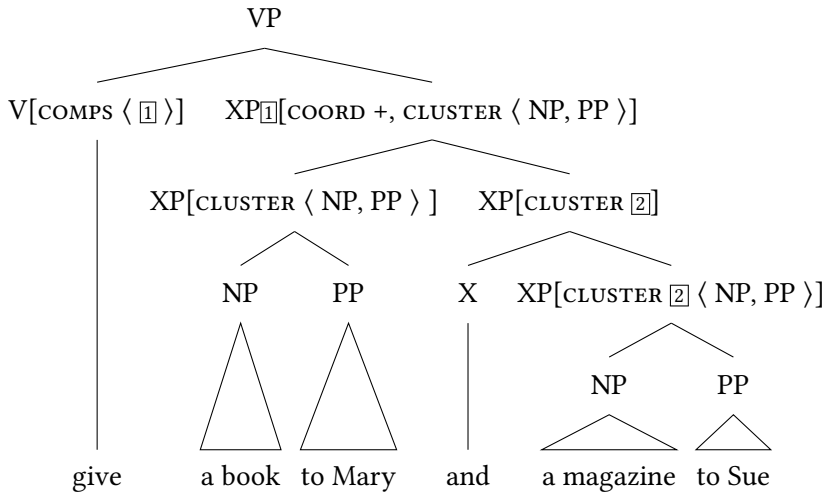 VP
V[COMPS ⟨ 1 ⟩] XP1[COORD +, CLUSTER ⟨ NP, PP ⟩]
XP[CLUSTER ⟨ NP, PP ⟩ ] XP[CLUSTER 2]
NP PP X XP[CLUSTER 2 ⟨ NP, PP ⟩]
NP PP
give a book to Mary and a magazine to Sue